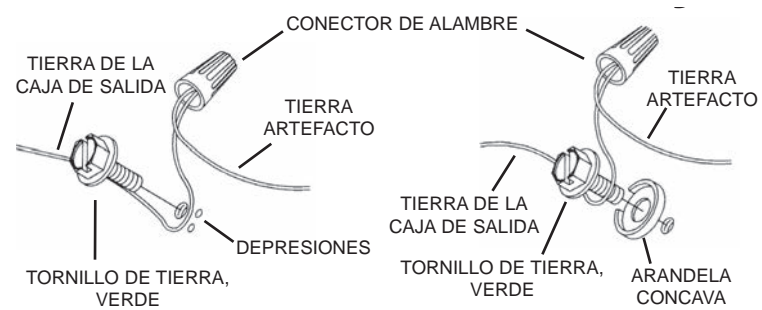 CONECTOR DE ALAMBRE
TIERRA DE LA
CAJA DE SALIDA
TIERRA
ARTEFACTO
DEPRESIONES
TORNILLO DE TIERRA,
VERDE
TIERRA
ARTEFACTO
TIERRA DE LA
CAJA DE SALIDA
TORNILLO DE TIERRA,
VERDE
ARANDELA
CONCAVA